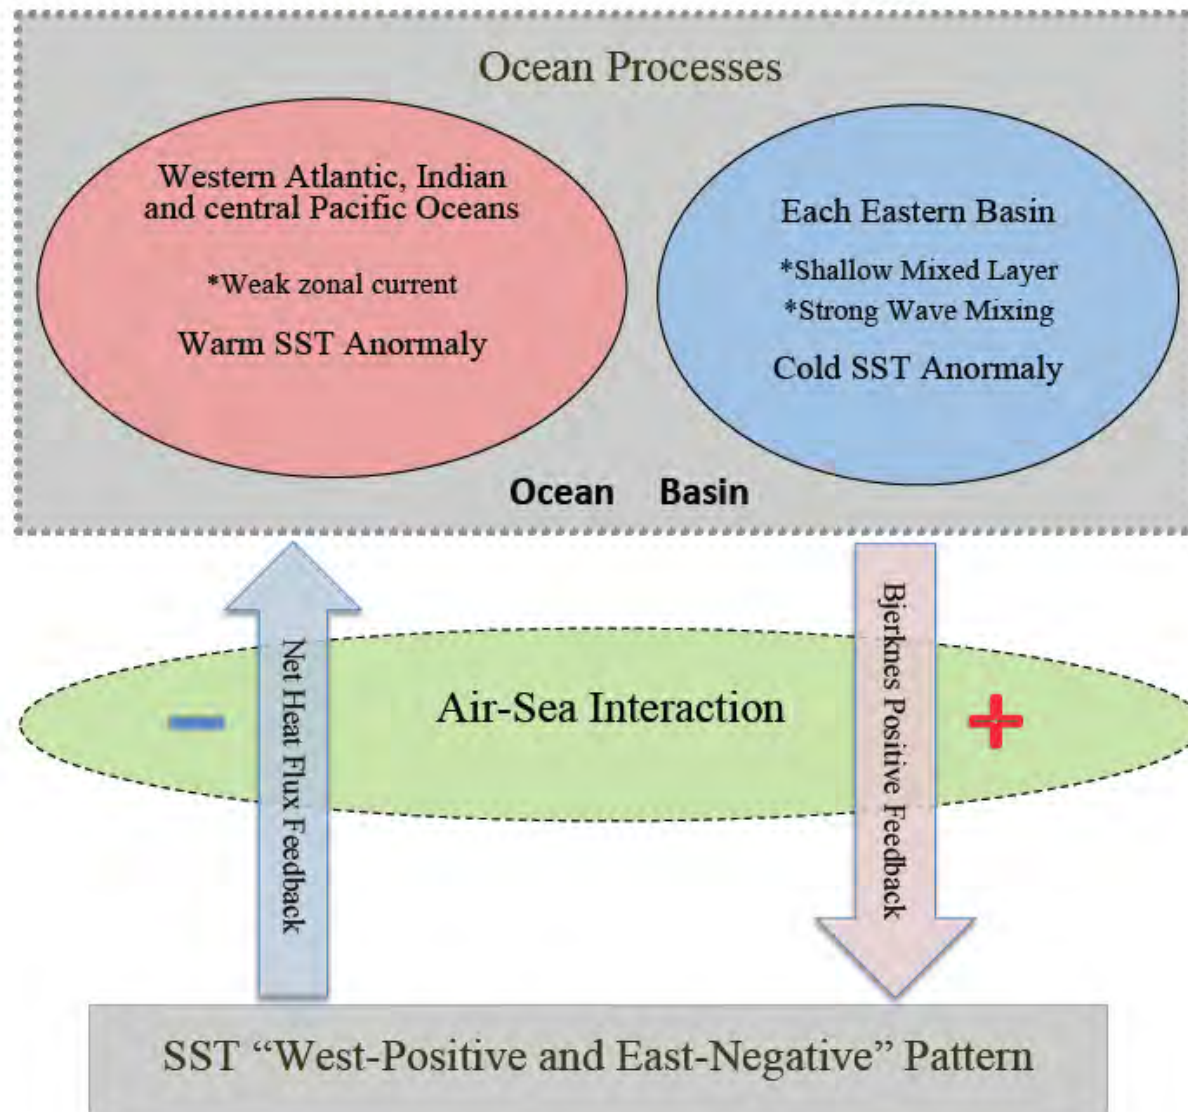 Ocean Processes
Western Atlantic, Indian
and central Pacific Oceans
*Weak zonal current
Warm SST Anormaly
Each Eastern Basin
*Shallow Mixed Layer
*Strong Wave Mixing
Cold SST Anormaly
Ocean Basin
Net Heat Flux Feedback
Air-Sea Interaction
Bjerknes Positive Feedback
SST “West-Positive and East-Negative” Pattern